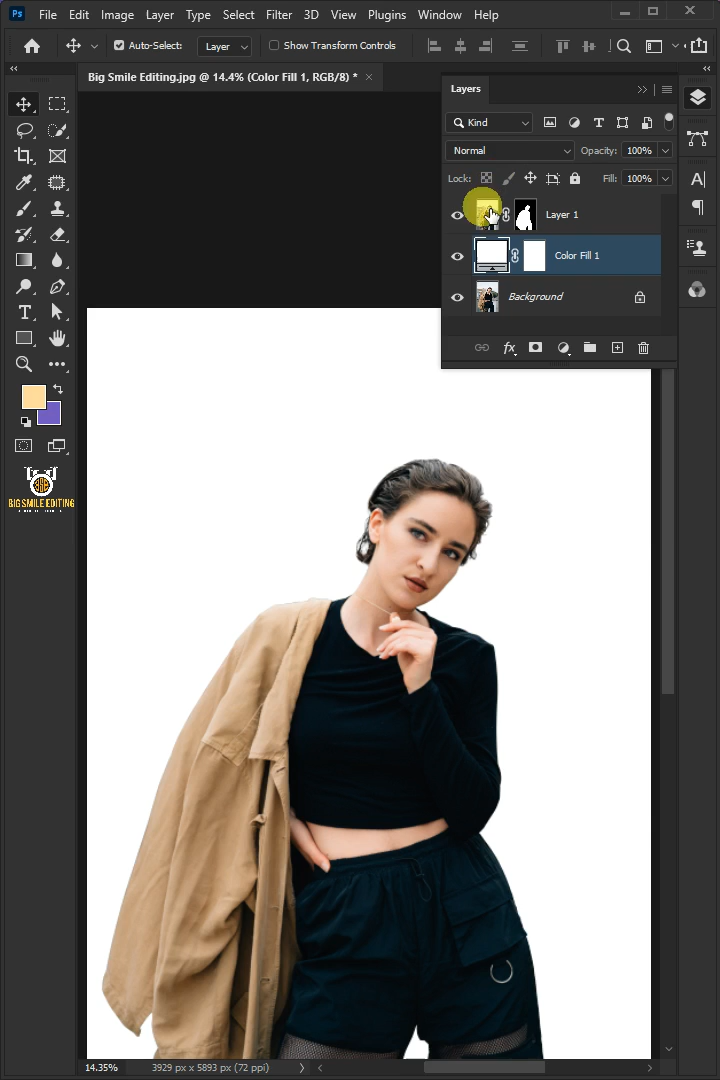 Ps File Edit Image Layer Type Select Filter 3D View Plugins Window Help
Auto-Select: Layer Show Transform Controls
Big Smile Editing.jpg @ 14.4% (Color Fill 1, RGB/8) *
Layers
Kind
Normal Opacity: 100%
Lock: Fill: 100%
Layer 1
Color Fill 1
Background
fx
BIG SMILE EDITING
14.35% 3929 px x 5893 px (72 ppi)